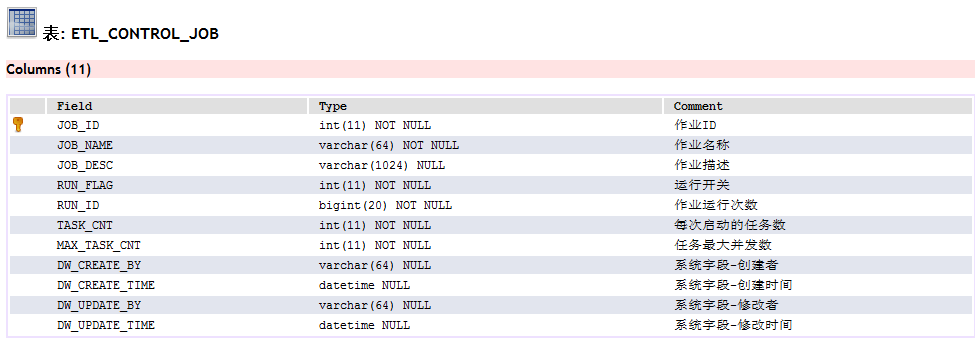 表: ETL_CONTROL_JOB
Columns (11)
Field Type Comment
JOB_ID int(11) NOT NULL 作业ID
JOB_NAME varchar(64) NOT NULL 作业名称
JOB_DESC varchar(1024) NULL 作业描述
RUN_FLAG int(11) NOT NULL 运行开关
RUN_ID bigint(20) NOT NULL 作业运行次数
TASK_CNT int(11) NOT NULL 每次启动的任务数
MAX_TASK_CNT int(11) NOT NULL 任务最大并发数
DW_CREATE_BY varchar(64) NULL 系统字段-创建者
DW_CREATE_TIME datetime NULL 系统字段-创建时间
DW_UPDATE_BY varchar(64) NULL 系统字段-修改者
DW_UPDATE_TIME datetime NULL 系统字段-修改时间